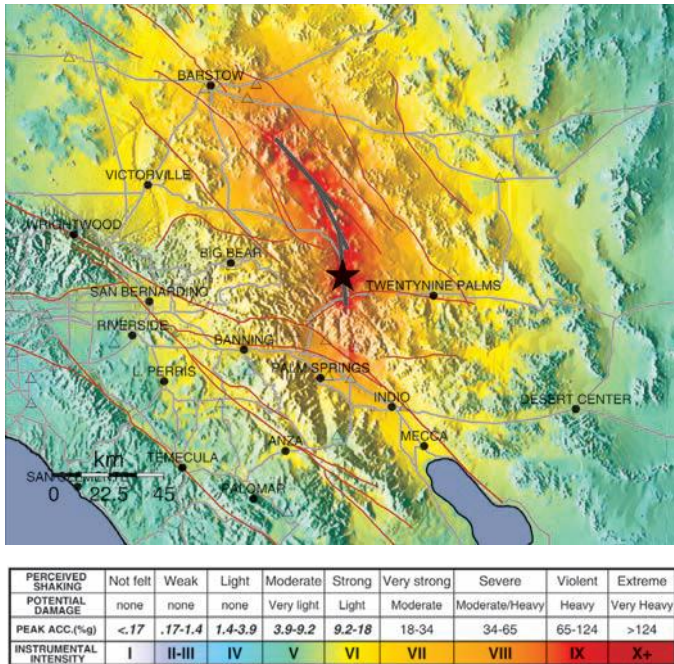 BARSTOW
VICTORVILLE
WRIGHTWOOD
BIG BEAR
TWENTYNINE PALMS
SAN BERNARDINO
RIVERSIDE
BANNING
L. PERRIS
PALM SPRINGS
INDIO
DESERT CENTER
MECCA
ANZA
km
TEMECULA
0 22.5 45
PALOMAR
PERCEIVED SHAKING Not felt Weak Light Moderate Strong Very strong Severe Violent Extreme
POTENTIAL DAMAGE none none none Very light Light Moderate Moderate/Heavy Heavy Very Heavy
PEAK ACC.(%g) <.17 .17-1.4 1.4-3.9 3.9-9.2 9.2-18 18-34 34-65 65-124 >124
INSTRUMENTAL INTENSITY I II-III IV V VI VII VIII IX X+